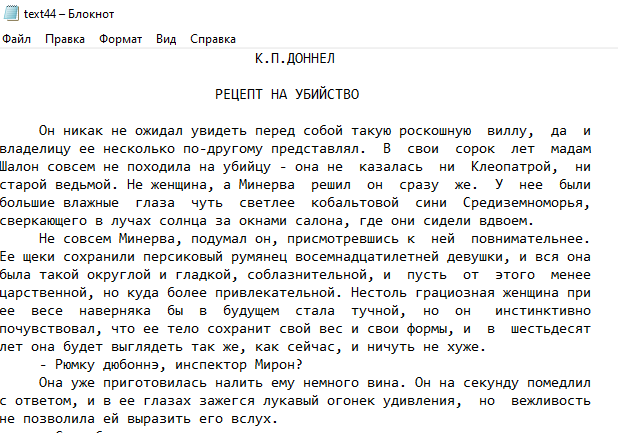 text44 – Блокнот
Файл Правка Формат Вид Справка
К.П.ДОННЕЛ
РЕЦЕПТ НА УБИЙСТВО
Он никак не ожидал увидеть перед собой такую роскошную виллу, да и
владелицу ее несколько по-другому представлял. В свои сорок лет мадам
Шалон совсем не походила на убийцу - она не казалась ни Клеопатрой, ни
старой ведьмой. Не женщина, а Минерва решил он сразу же. У нее были
большие влажные глаза чуть светлее кобальтовой сини Средиземноморья,
сверкающего в лучах солнца за окнами салона, где они сидели вдвоем.
Не совсем Минерва, подумал он, присмотревшись к ней повнимательнее.
Ее щеки сохранили персиковый румянец восемнадцатилетней девушки, и вся она
была такой округлой и гладкой, соблазнительной, и пусть от этого менее
царственной, но куда более привлекательной. Нестоль грациозная женщина при
ее весе наверняка бы в будущем стала тучной, но он инстинктивно
почувствовал, что ее тело сохранит свой вес и свои формы, и в шестьдесят
лет она будет выглядеть так же, как сейчас, и ничуть не хуже.
- Рюмку дюбоннэ, инспектор Мирон?
Она уже приготовилась налить ему немного вина. Он на секунду помедлил
с ответом, и в ее глазах зажегся лукавый огонек удивления, но вежливость
не позволила ей выразить его вслух.